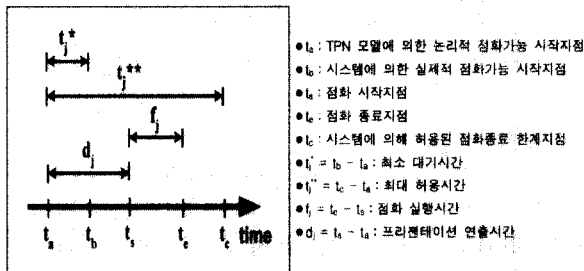 t_j*
t_j**
f_j
d_j
t_a t_b t_s t_e t_c time
● t_a : TPN 모델에 의한 논리적 점화가능 시작지점
● t_b : 시스템에 의한 실제적 점화가능 시작지점
● t_s : 점화 시작지점
● t_e : 점화 종료지점
● t_c : 시스템에 의해 허용된 점화종료 한계지점
● t_j* = t_b - t_a : 최소 대기시간
● t_j** = t_c - t_a : 최대 허용시간
● f_j = t_e - t_s : 점화 실행시간
● d_j = t_s - t_a : 프리젠테이션 연출시간